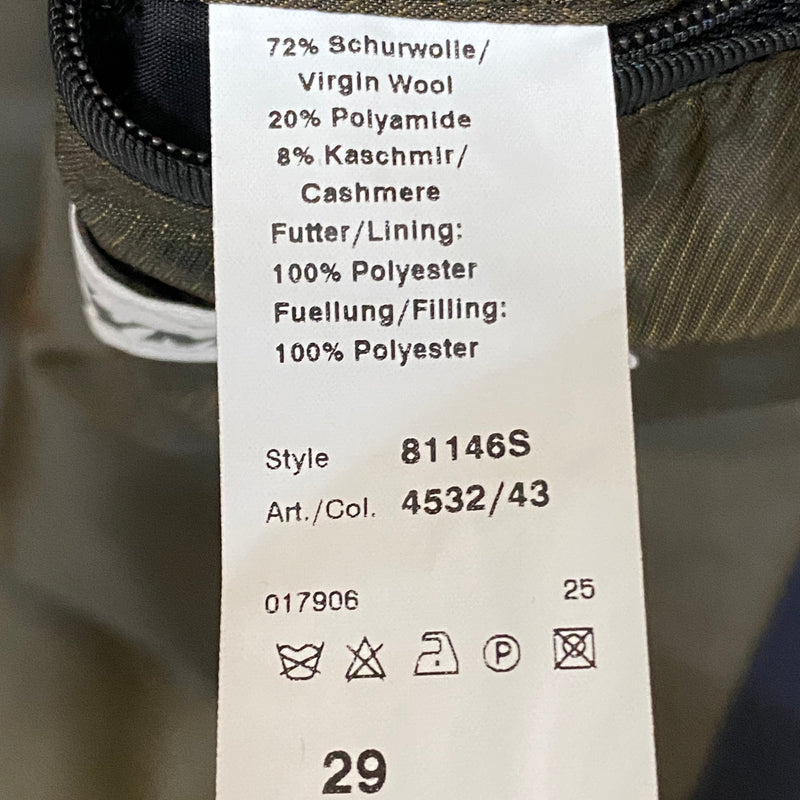 72% Schurwolle/
Virgin Wool
20% Polyamide
8% Kaschmir/
Cashmere
Futter/Lining:
100% Polyester
Fuellung/Filling:
100% Polyester
Style 81146S
Art./Col. 4532/43
017906 25
P
29